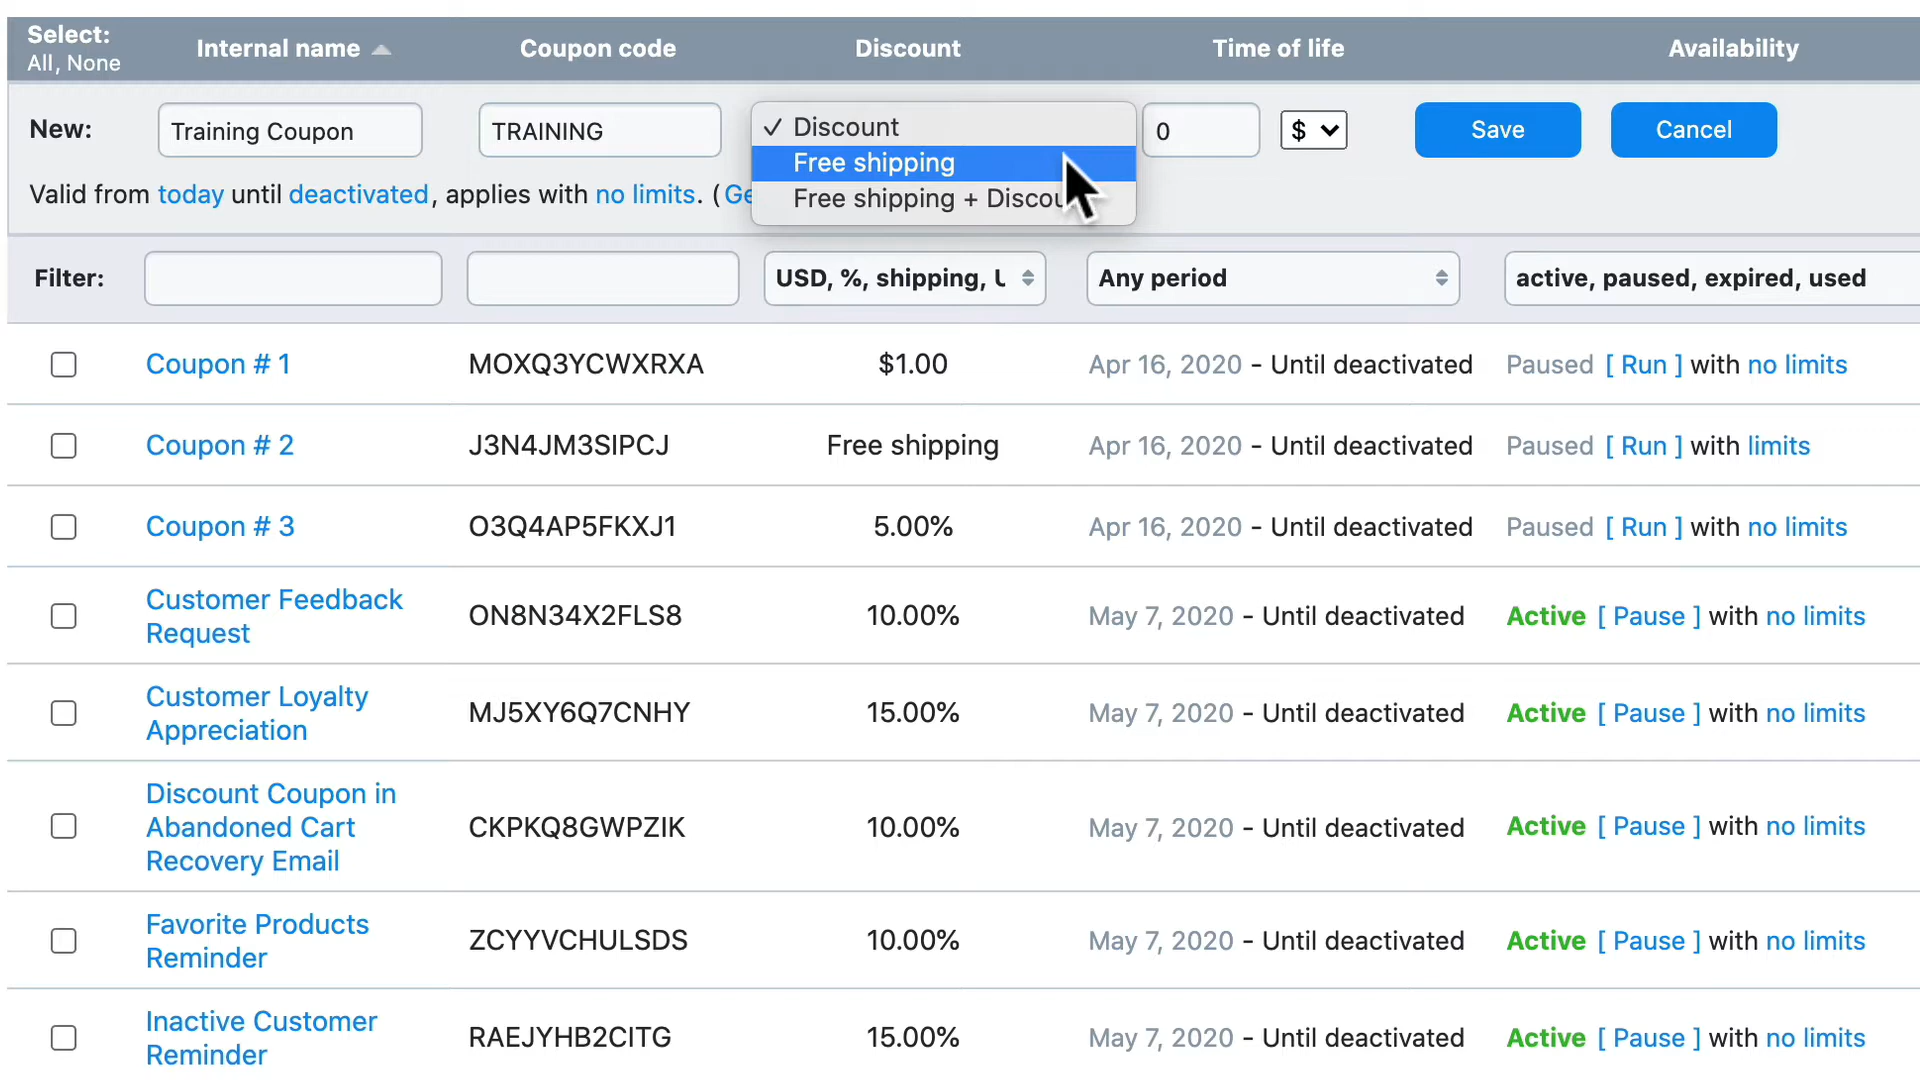 Select:
All, None
Internal name
Coupon code
Discount
Time of life
Availability
New:
Training Coupon
TRAINING
✓ Discount
Free shipping
Free shipping +
0
$
Save
Cancel
Valid from today until deactivated, applies with no limits. (
Filter:
USD, %, shipping,
Any period
active, paused, expired, used
Coupon # 1 MOXQ3YCWXRXA $1.00 Apr 16, 2020 - Until deactivated Paused [ Run ] with no limits
Coupon # 2 J3N4JM3SIPCJ Free shipping Apr 16, 2020 - Until deactivated Paused [ Run ] with limits
Coupon # 3 O3Q4AP5FKXJ1 5.00% Apr 16, 2020 - Until deactivated Paused [ Run ] with no limits
Customer Feedback
Request
ON8N34X2FLS8 10.00% May 7, 2020 - Until deactivated Active [ Pause ] with no limits
Customer Loyalty
Appreciation
MJ5XY6Q7CNHY 15.00% May 7, 2020 - Until deactivated Active [ Pause ] with no limits
Discount Coupon in
Abandoned Cart
Recovery Email
CKPKQ8GWPZIK 10.00% May 7, 2020 - Until deactivated Active [ Pause ] with no limits
Favorite Products
Reminder
ZCYYVCHULSDS 10.00% May 7, 2020 - Until deactivated Active [ Pause ] with no limits
Inactive Customer
Reminder
RAEJYHB2CITG 15.00% May 7, 2020 - Until deactivated Active [ Pause ] with no limits